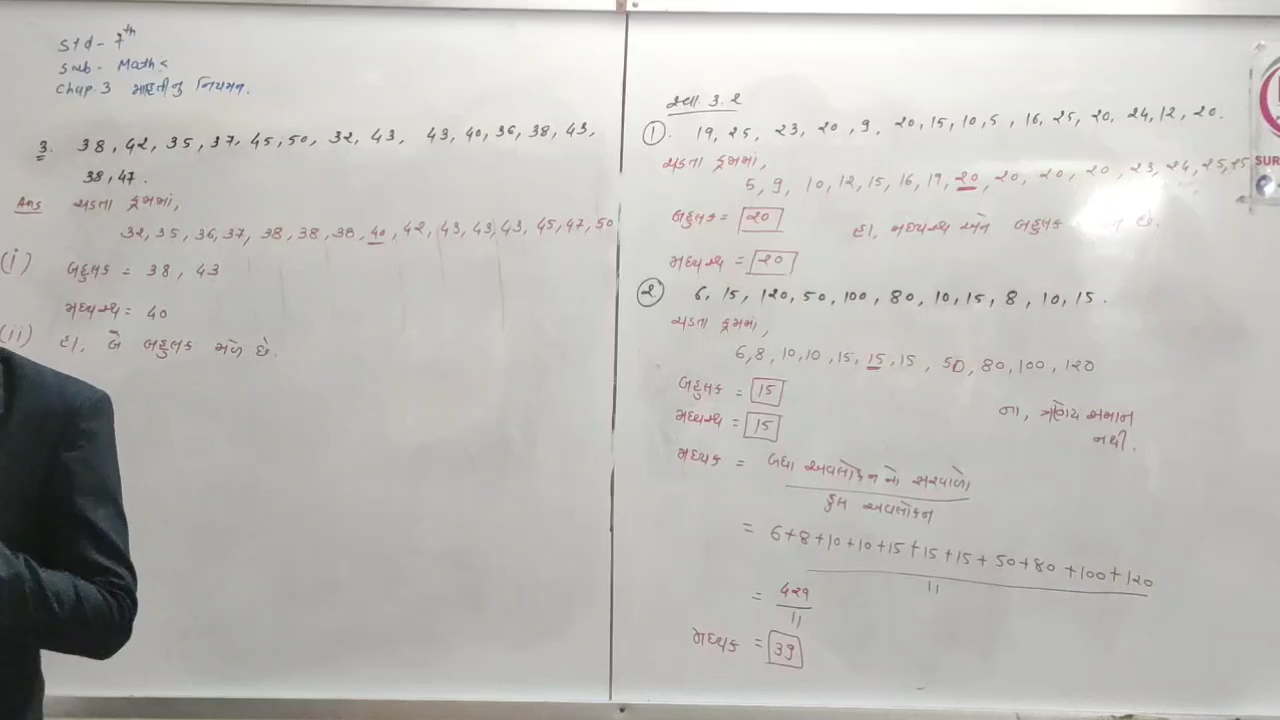 Std - 7th
Sub - Maths
Chap. 3 માહિતીનું નિયમન.
3. 38, 42, 35, 37, 45, 50, 32, 43, 43, 40, 36, 38, 43,
38, 47.
Ans ચડતા ક્રમમાં,
32, 35, 36, 37, 38, 38, 38, 40, 42, 43, 43, 43, 45, 47, 50
(i) બહુલક = 38, 43
મધ્યસ્થ = 40
(ii) હા, બે બહુલક મળે છે.
સ્વા. 3.2
① 19, 25, 23, 20, 9, 20, 15, 10, 5, 16, 25, 20, 24, 12, 20.
ચડતા ક્રમમાં,
5, 9, 10, 12, 15, 16, 19, 20, 20, 20, 20, 23, 24, 25, 25
બહુલક = 20
હા, મધ્યસ્થ અને બહુલક છે.
મધ્યસ્થ = 20
② 6, 15, 120, 50, 100, 80, 10, 15, 8, 10, 15.
ચડતા ક્રમમાં,
6, 8, 10, 10, 15, 15, 15, 50, 80, 100, 120
બહુલક = 15
મધ્યસ્થ = 15
ના, ત્રણેય સમાન
નથી.
મધ્યક = બધા અવલોકનનો સરવાળો
કુલ અવલોકન
= 6+8+10+10+15+15+15+50+80+100+120
11
= 429
11
મધ્યક = 39
SUR